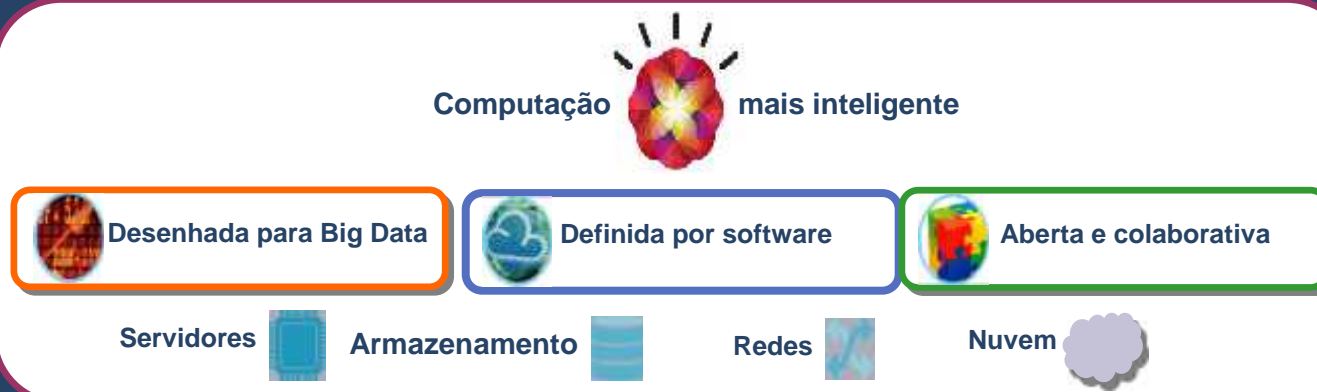 Computação mais inteligente
Desenhada para Big Data
Definida por software
Aberta e colaborativa
Servidores
Armazenamento
Redes
Nuvem